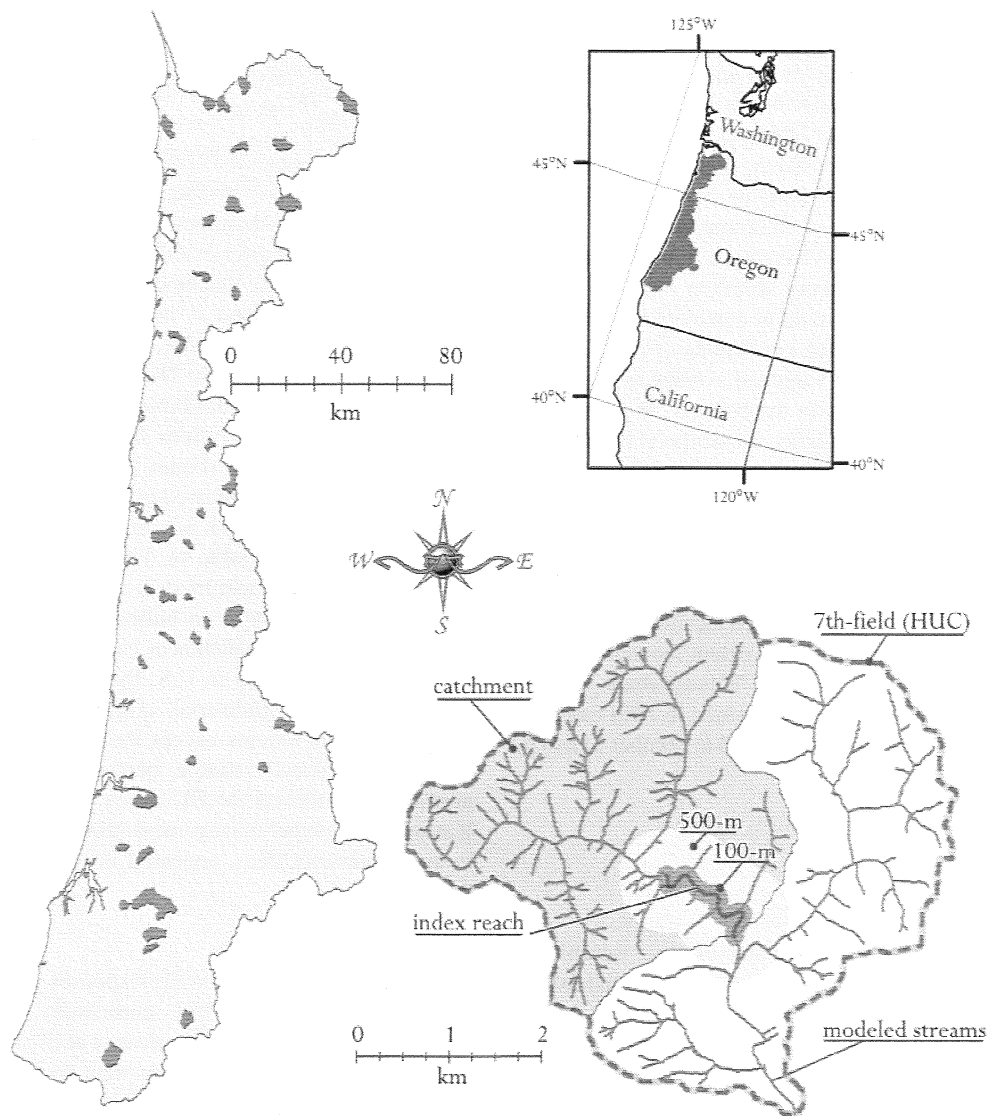 125°W
Washington
45°N
45°N
Oregon
0 40 80
km
California
40°N
40°N
120°W
N
W E
S
7th-field (HUC)
catchment
500-m
100-m
index reach
modeled streams
0 1 2
km